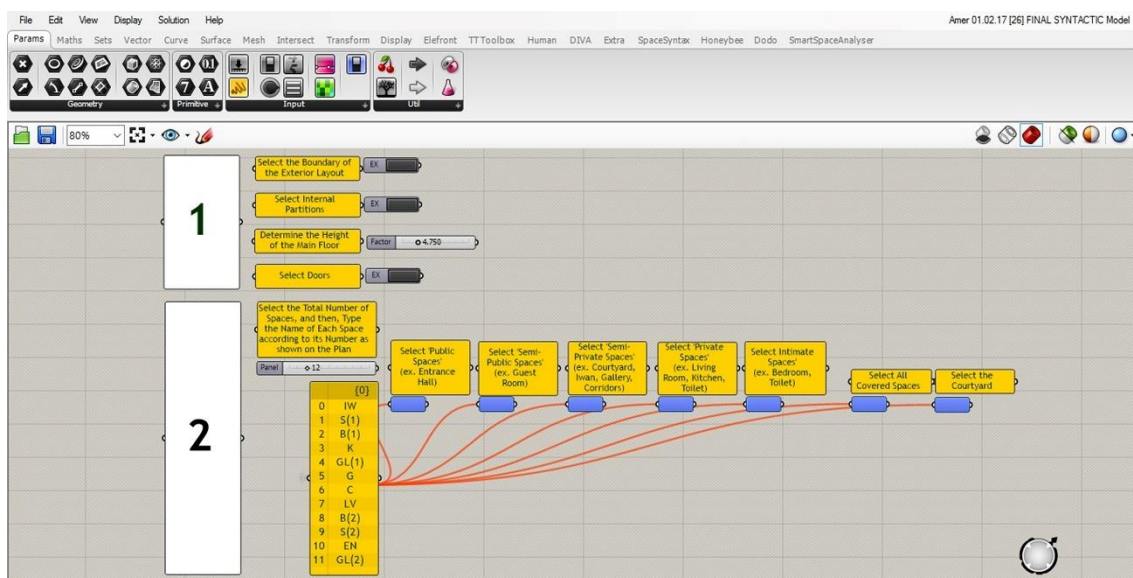 File Edit View Display Solution Help
Amer 01.02.17 [26] FINAL SYNTACTIC Model
Params Maths Sets Vector Curve Surface Mesh Intersect Transform Display Elefront TTToolbox Human DIVA Extra SpaceSyntax Honeybee Dodo SmartSpaceAnalyser
Geometry Primitive Input Util
80%
1
Select the Boundary of
the Exterior Layout
EX
Select Internal
Partitions
EX
Determine the Height
of the Main Floor
Factor 4.750
Select Doors
EX
2
Select the Total Number of
Spaces, and then, Type
the Name of Each Space
according to its Number as
shown on the Plan
Panel 12
{0}
0 IW
1 S(1)
2 B(1)
3 K
4 GL(1)
5 G
6 C
7 LV
8 B(2)
9 S(2)
10 EN
11 GL(2)
Select 'Public
Spaces'
(ex. Entrance
Hall)
Select 'Semi-
Public Spaces'
(ex. Guest
Room)
Select 'Semi-
Private Spaces'
(ex. Courtyard,
Iwan, Gallery,
Corridors)
Select 'Private
Spaces'
(ex. Living
Room, Kitchen,
Toilet)
Select Intimate
Spaces'
(ex. Bedroom,
Toilet)
Select All
Covered Spaces
Select the
Courtyard